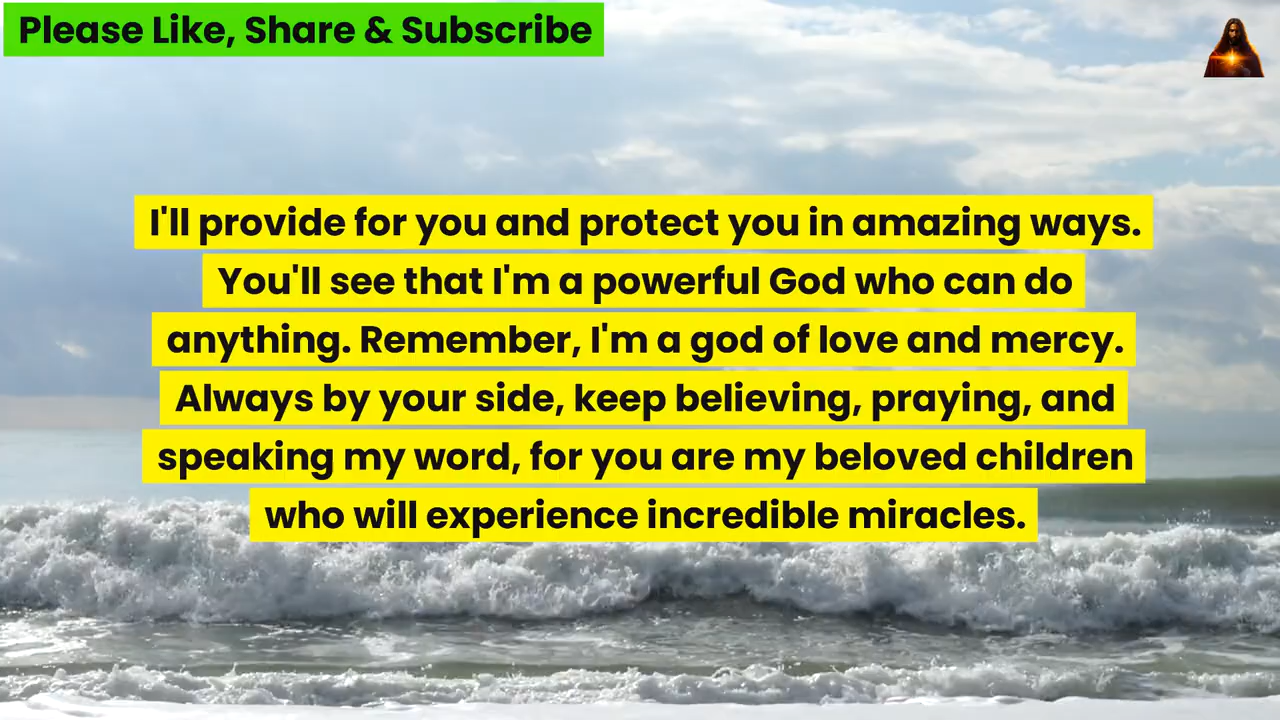 Please Like, Share & Subscribe
I'll provide for you and protect you in amazing ways.
You'll see that I'm a powerful God who can do
anything. Remember, I'm a god of love and mercy.
Always by your side, keep believing, praying, and
speaking my word, for you are my beloved children
who will experience incredible miracles.